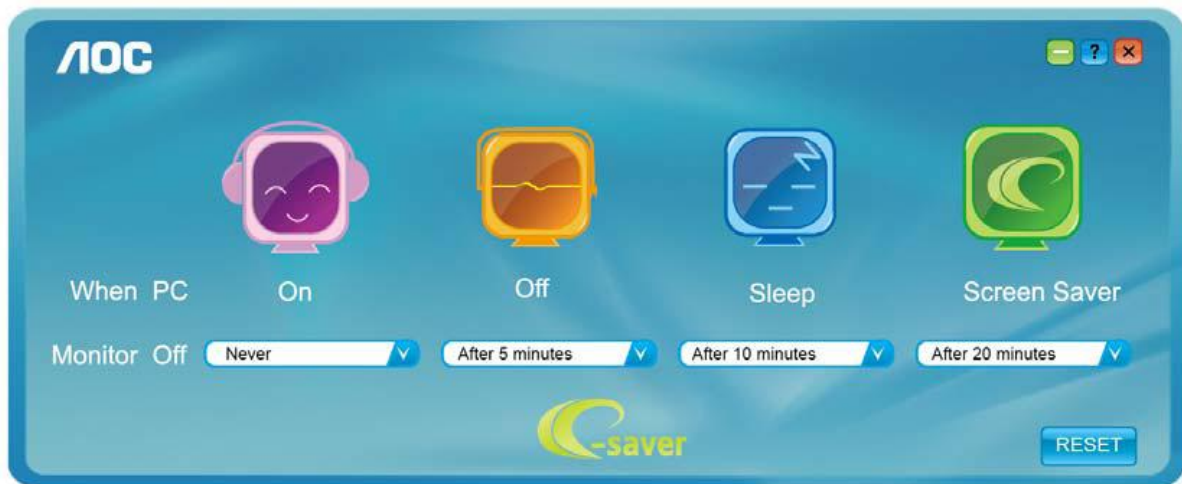 AOC
?
When PC On Off Sleep Screen Saver
Monitor Off Never After 5 minutes After 10 minutes After 20 minutes
e-saver
RESET